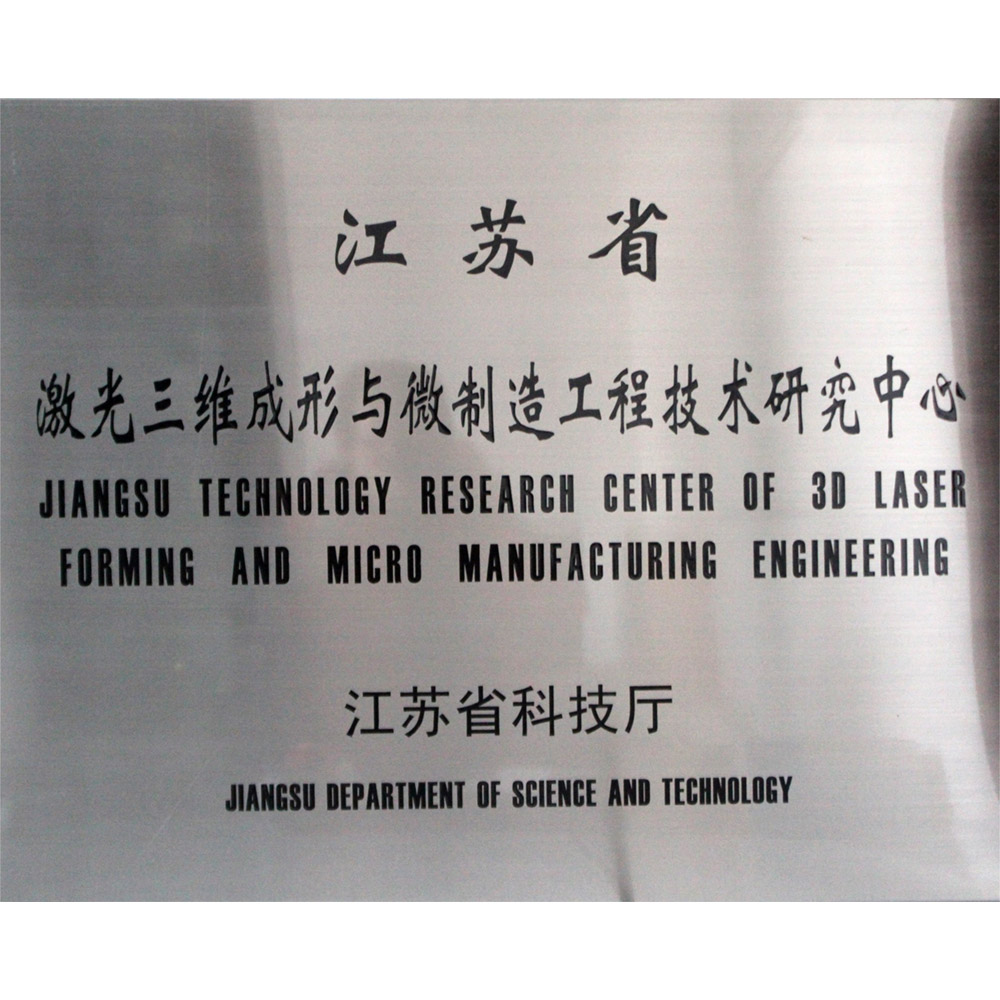 江苏省
激光三维成形与微制造工程技术研究中心
JIANGSU TECHNOLOGY RESEARCH CENTER OF 3D LASER
FORMING AND MICRO MANUFACTURING ENGINEERING
江苏省科技厅
JIANGSU DEPARTMENT OF SCIENCE AND TECHNOLOGY